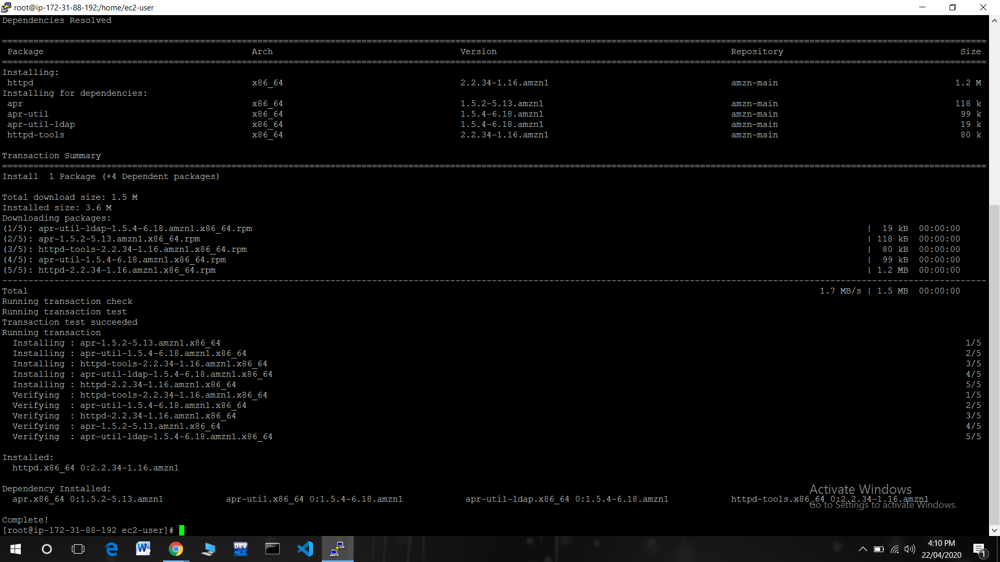 root@ip-172-31-88-192:/home/ec2-user
Dependencies Resolved
================================================================================
Package Arch Version Repository Size
================================================================================
Installing:
httpd x86_64 2.2.34-1.16.amzn1 amzn-main 1.2 M
Installing for dependencies:
apr x86_64 1.5.2-5.13.amzn1 amzn-main 118 k
apr-util x86_64 1.5.4-6.18.amzn1 amzn-main 99 k
apr-util-ldap x86_64 1.5.4-6.18.amzn1 amzn-main 19 k
httpd-tools x86_64 2.2.34-1.16.amzn1 amzn-main 80 k
Transaction Summary
================================================================================
Install 1 Package (+4 Dependent packages)
Total download size: 1.5 M
Installed size: 3.6 M
Downloading packages:
(1/5): apr-util-ldap-1.5.4-6.18.amzn1.x86_64.rpm | 19 kB 00:00:00
(2/5): apr-1.5.2-5.13.amzn1.x86_64.rpm | 118 kB 00:00:00
(3/5): httpd-tools-2.2.34-1.16.amzn1.x86_64.rpm | 80 kB 00:00:00
(4/5): apr-util-1.5.4-6.18.amzn1.x86_64.rpm | 99 kB 00:00:00
(5/5): httpd-2.2.34-1.16.amzn1.x86_64.rpm | 1.2 MB 00:00:00
--------------------------------------------------------------------------------
Total 1.7 MB/s | 1.5 MB 00:00:00
Running transaction check
Running transaction test
Transaction test succeeded
Running transaction
Installing : apr-1.5.2-5.13.amzn1.x86_64 1/5
Installing : apr-util-1.5.4-6.18.amzn1.x86_64 2/5
Installing : httpd-tools-2.2.34-1.16.amzn1.x86_64 3/5
Installing : apr-util-ldap-1.5.4-6.18.amzn1.x86_64 4/5
Installing : httpd-2.2.34-1.16.amzn1.x86_64 5/5
Verifying : httpd-tools-2.2.34-1.16.amzn1.x86_64 1/5
Verifying : apr-util-1.5.4-6.18.amzn1.x86_64 2/5
Verifying : httpd-2.2.34-1.16.amzn1.x86_64 3/5
Verifying : apr-1.5.2-5.13.amzn1.x86_64 4/5
Verifying : apr-util-ldap-1.5.4-6.18.amzn1.x86_64 5/5
Installed:
httpd.x86_64 0:2.2.34-1.16.amzn1
Dependency Installed:
apr.x86_64 0:1.5.2-5.13.amzn1 apr-util.x86_64 0:1.5.4-6.18.amzn1 apr-util-ldap.x86_64 0:1.5.4-6.18.amzn1 httpd-tools.x86_64 0:2.2.34-1.16.amzn1
Activate Windows
Go to Settings to activate Windows.
Complete!
[root@ip-172-31-88-192 ec2-user]#
DEV
C++
4:10 PM
22/04/2020
1